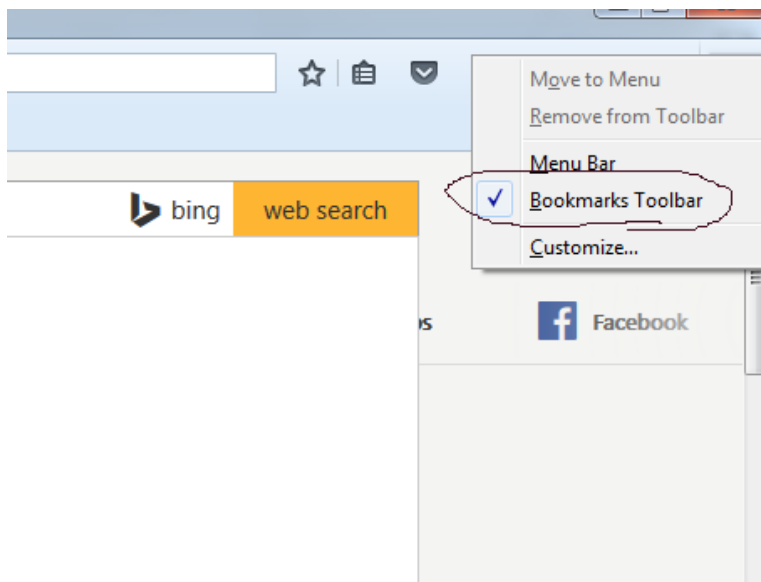 Move to Menu
Remove from Toolbar
Menu Bar
Bookmarks Toolbar
Customize...
bing web search
Facebook